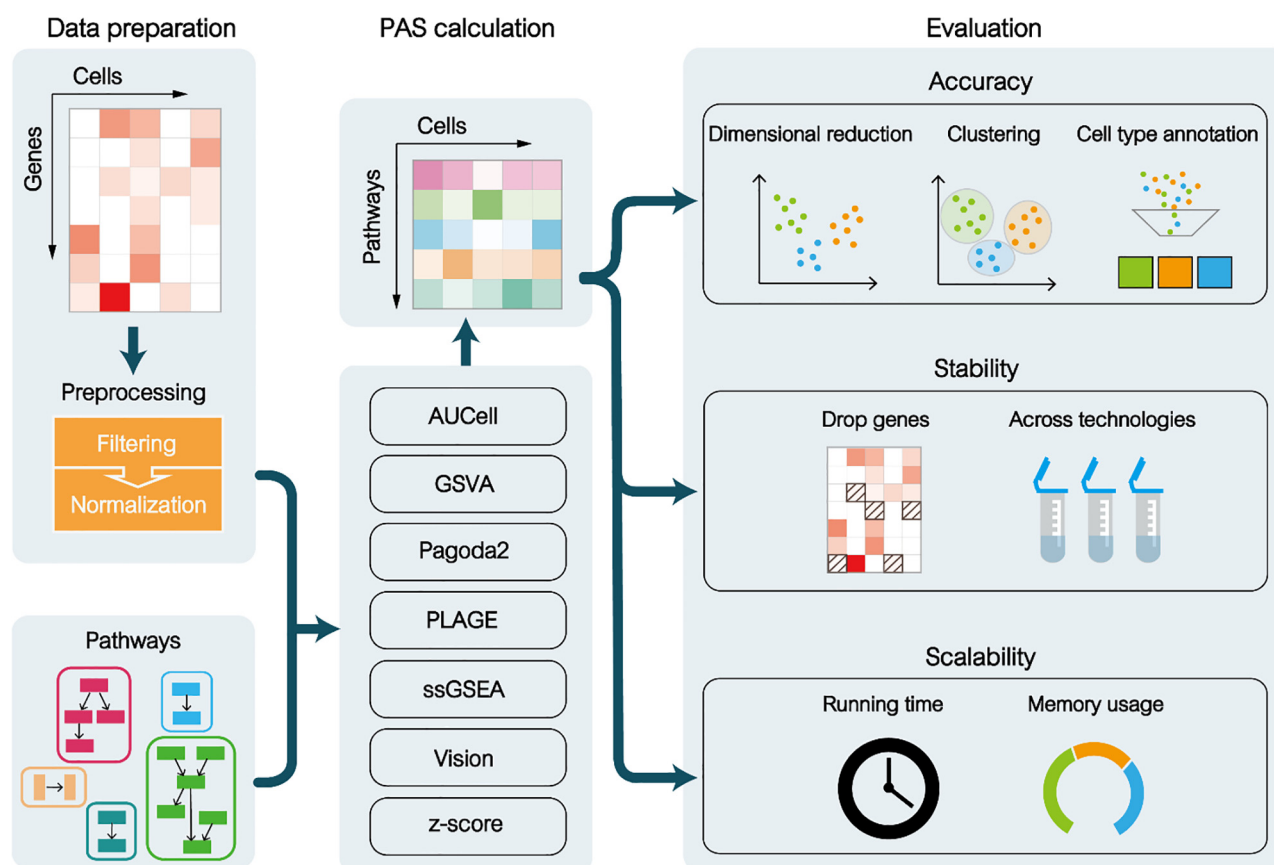 Data preparation
Cells
Genes
Preprocessing
Filtering
Normalization
Pathways
PAS calculation
Cells
Pathways
AUCell
GSVA
Pagoda2
PLAGE
ssGSEA
Vision
z-score
Evaluation
Accuracy
Dimensional reduction
Clustering
Cell type annotation
Stability
Drop genes
Across technologies
Scalability
Running time
Memory usage